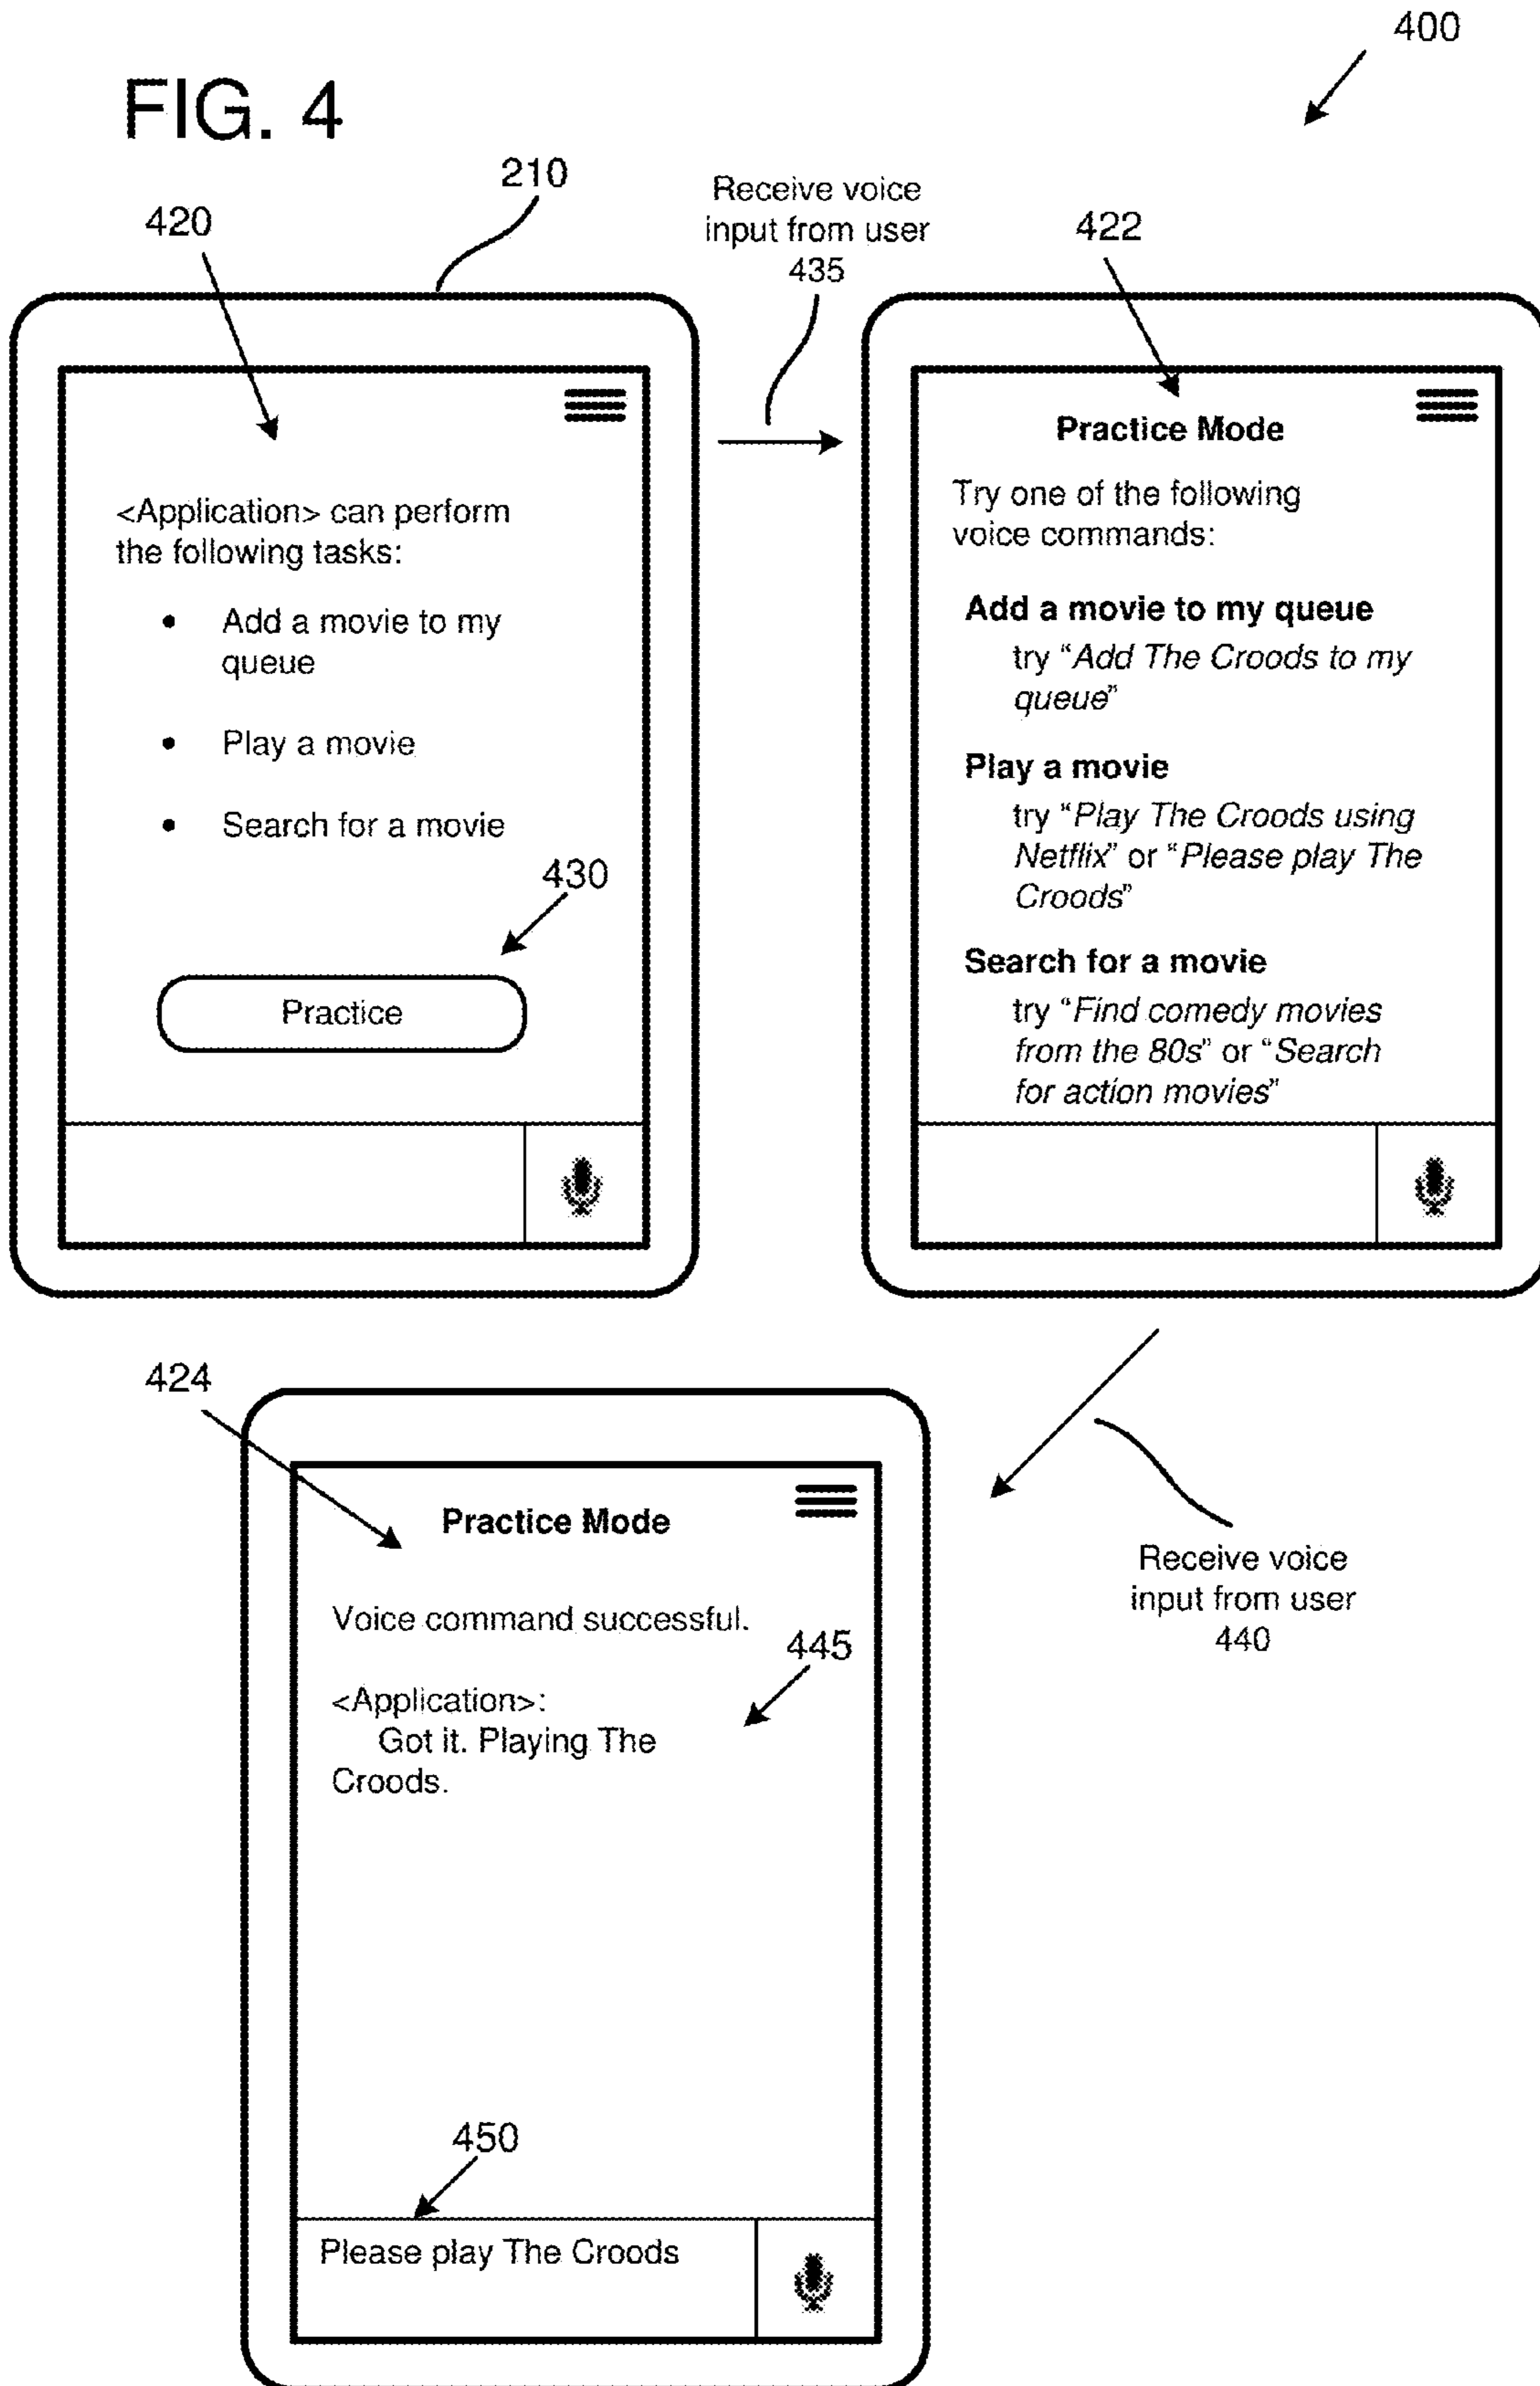 400
FIG. 4
210
Receive voice
input from user
435
420
422
<Application> can perform
the following tasks:
• Add a movie to my
queue
• Play a movie
• Search for a movie
430
Practice
Practice Mode
Try one of the following
voice commands:
Add a movie to my queue
try “Add The Croods to my
queue”
Play a movie
try “Play The Croods using
Netflix” or “Please play The
Croods”
Search for a movie
try “Find comedy movies
from the 80s” or “Search
for action movies”
424
Receive voice
input from user
440
Practice Mode
Voice command successful.
445
<Application>:
Got it. Playing The
Croods.
450
Please play The Croods